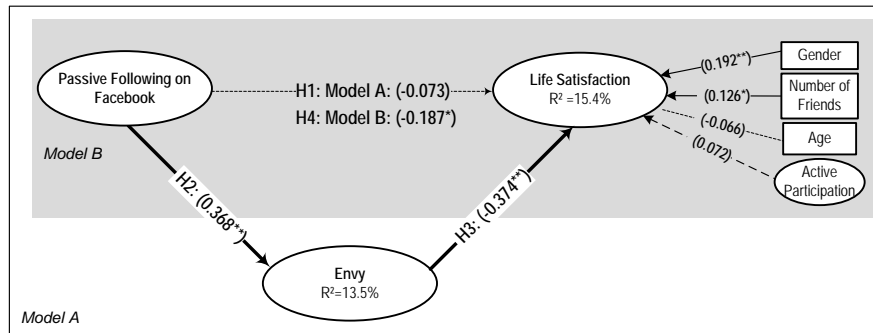 Passive Following on
Facebook
H1: Model A: (-0.073)
H4: Model B: (-0.187*)
Life Satisfaction
R² =15.4%
(0.192**)
Gender
(0.126*)
Number of
Friends
(-0.066)
Age
(0.072)
Active
Participation
Model B
H2: (0.368**)
H3: (-0.374**)
Envy
R²=13.5%
Model A